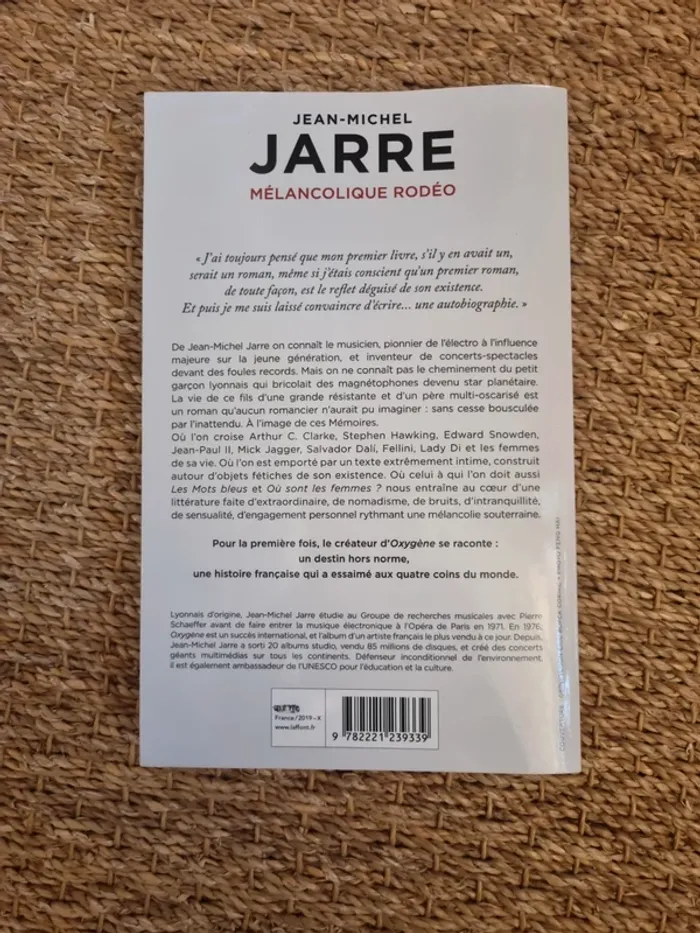 JEAN-MICHEL
JARRE
MÉLANCOLIQUE RODÉO
« J'ai toujours pensé que mon premier livre, s'il y en avait un,
serait un roman, même si j'étais conscient qu'un premier roman,
de toute façon, est le reflet déguisé de son existence.
Et puis je me suis laissé convaincre d'écrire... une autobiographie. »
De Jean-Michel Jarre on connaît le musicien, pionnier de l'électro à l'influence
majeure sur la jeune génération, et inventeur de concerts-spectacles
devant des foules records. Mais on ne connaît pas le cheminement du petit
garçon lyonnais qui bricolait des magnétophones devenu star planétaire.
La vie de ce fils d'une grande résistante et d'un père multi-oscarisé est
un roman qu'aucun romancier n'aurait pu imaginer : sans cesse bousculée
par l'inattendu. À l'image de ces Mémoires.
Où l'on croise Arthur C. Clarke, Stephen Hawking, Edward Snowden,
Jean-Paul II, Mick Jagger, Salvador Dalí, Fellini, Lady Di et les femmes
de sa vie. Où l'on est emporté par un texte extrêmement intime, construit
autour d'objets fétiches de son existence. Où celui à qui l'on doit aussi
Les Mots bleus et Où sont les femmes ? nous entraîne au cœur d'une
littérature faite d'extraordinaire, de nomadisme, de bruits, d'intranquillité,
de sensualité, d'engagement personnel rythmant une mélancolie souterraine.
Pour la première fois, le créateur d'Oxygène se raconte :
un destin hors norme,
une histoire française qui a essaimé aux quatre coins du monde.
Lyonnais d'origine, Jean-Michel Jarre étudie au Groupe de recherches musicales avec Pierre
Schaeffer avant de faire entrer la musique électronique à l'Opéra de Paris en 1971. En 1976,
Oxygène est un succès international, et l'album d'un artiste français le plus vendu à ce jour. Depuis,
Jean-Michel Jarre a sorti 20 albums studio, vendu 85 millions de disques, et créé des concerts
géants multimédias sur tous les continents. Défenseur inconditionnel de l'environnement,
il est également ambassadeur de l'UNESCO pour l'éducation et la culture.
France/2019-X
www.laffont.fr
9 782221 239339
COUVERTURE :